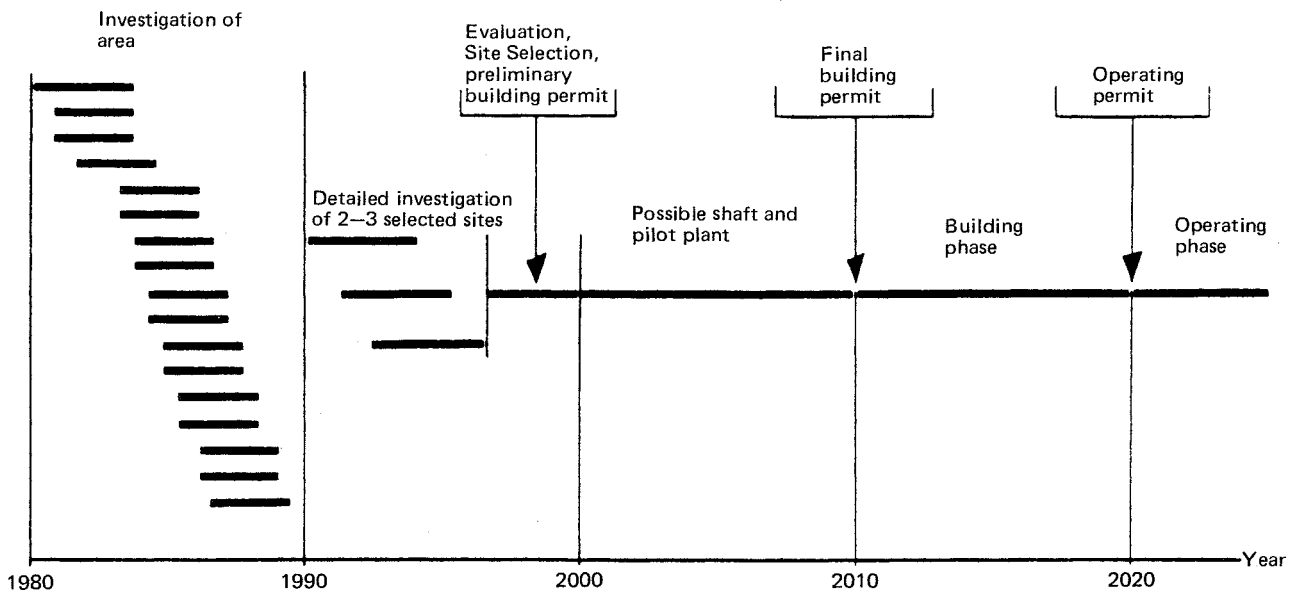 Investigation of
area
Evaluation,
Site Selection,
preliminary
building permit
Final
building
permit
Operating
permit
Detailed investigation
of 2—3 selected sites
Possible shaft and
pilot plant
Building
phase
Operating
phase
Year
1980
1990
2000
2010
2020